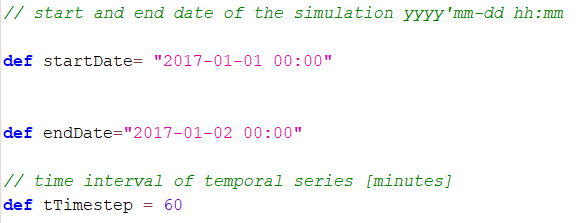 // start and end date of the simulation yyyy'mm-dd hh:mm
def startDate= "2017-01-01 00:00"
def endDate="2017-01-02 00:00"
// time interval of temporal series [minutes]
def tTimestep = 60